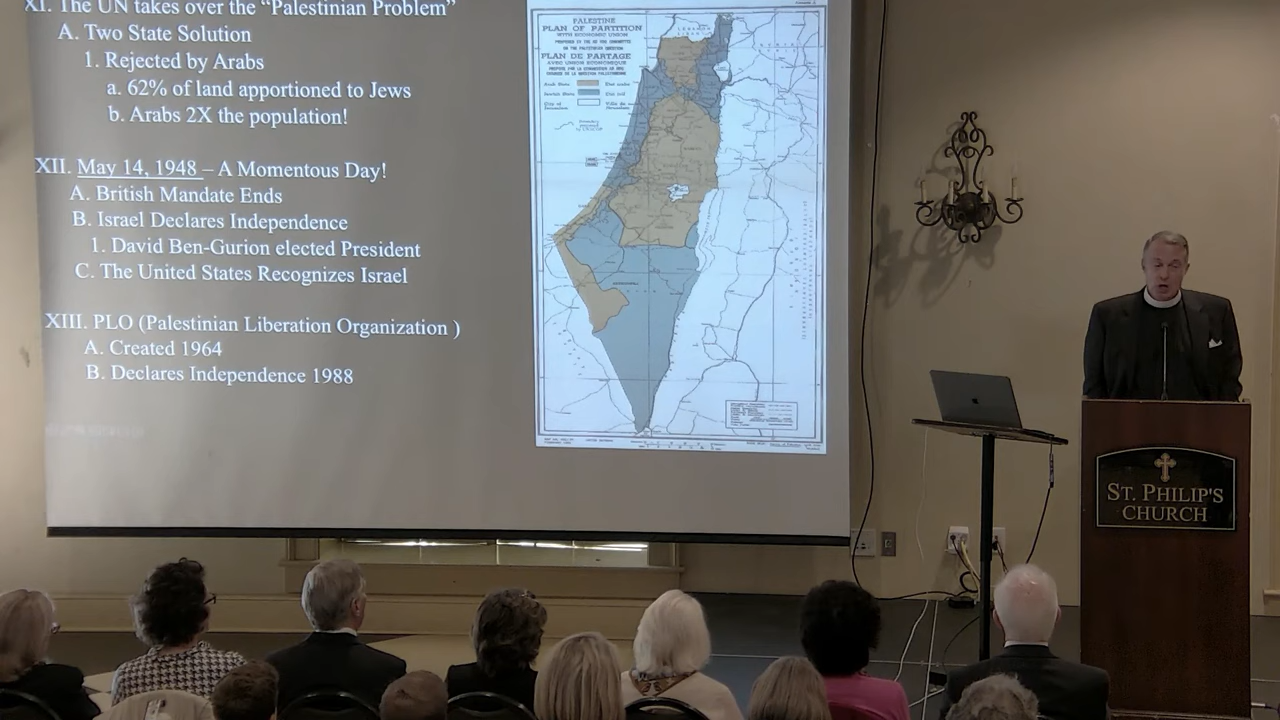 XI. The UN takes over the “Palestinian Problem”
A. Two State Solution
1. Rejected by Arabs
a. 62% of land apportioned to Jews
b. Arabs 2X the population!
XII. May 14, 1948 – A Momentous Day!
A. British Mandate Ends
B. Israel Declares Independence
1. David Ben-Gurion elected President
C. The United States Recognizes Israel
XIII. PLO (Palestinian Liberation Organization )
A. Created 1964
B. Declares Independence 1988
PALESTINE
PLAN OF PARTITION
WITH ECONOMIC UNION
PLAN DE PARTAGE
AVEC UNION ECONOMIQUE
ST. PHILIP'S
CHURCH